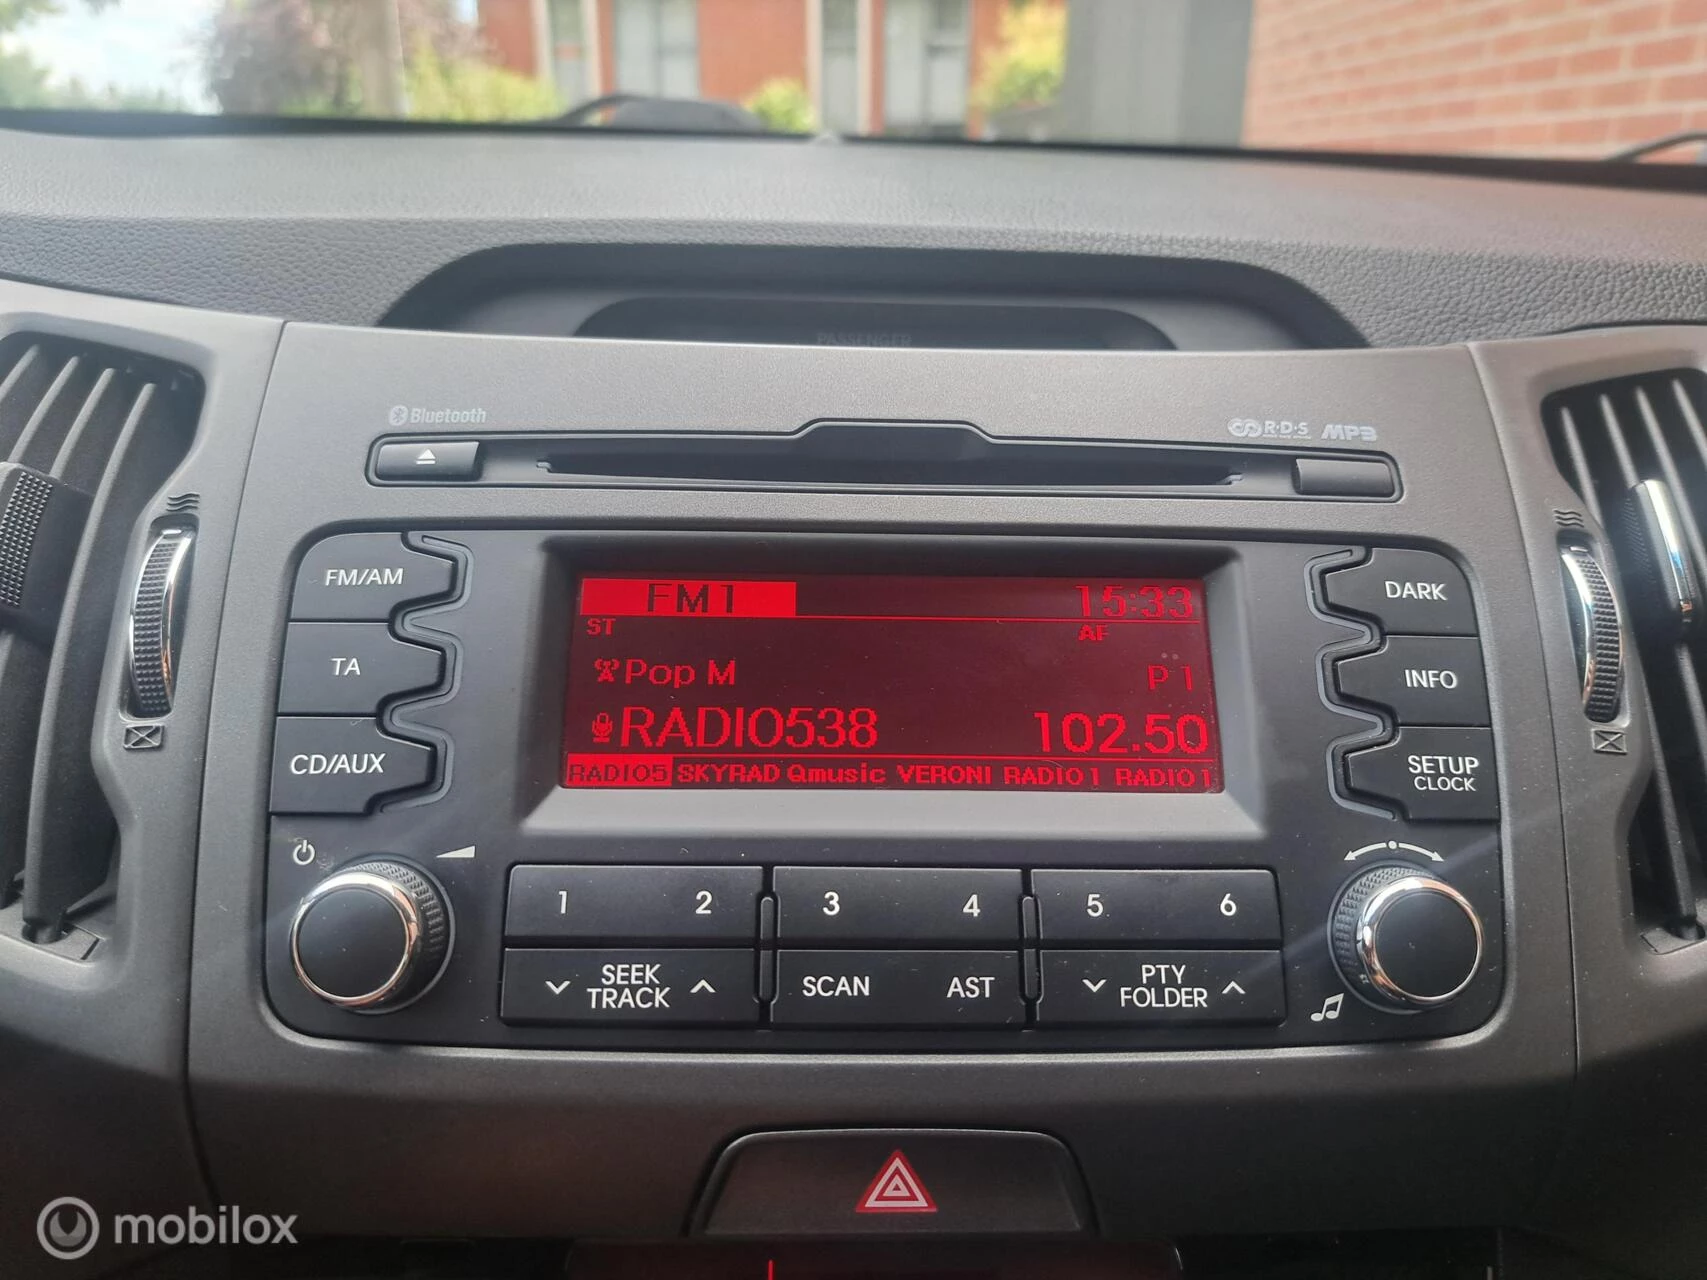 PASSENGER
Bluetooth
R·D·S MP3
FM/AM
TA
CD/AUX
FM1 15:33
ST AF
Pop M P1
RADIO538 102.50
RADIO5 SKYRAD Qmusic VERONI RADIO1 RADIO1
DARK
INFO
SETUP
CLOCK
1 2 3 4 5 6
SEEK
TRACK
SCAN AST
PTY
FOLDER
mobilox